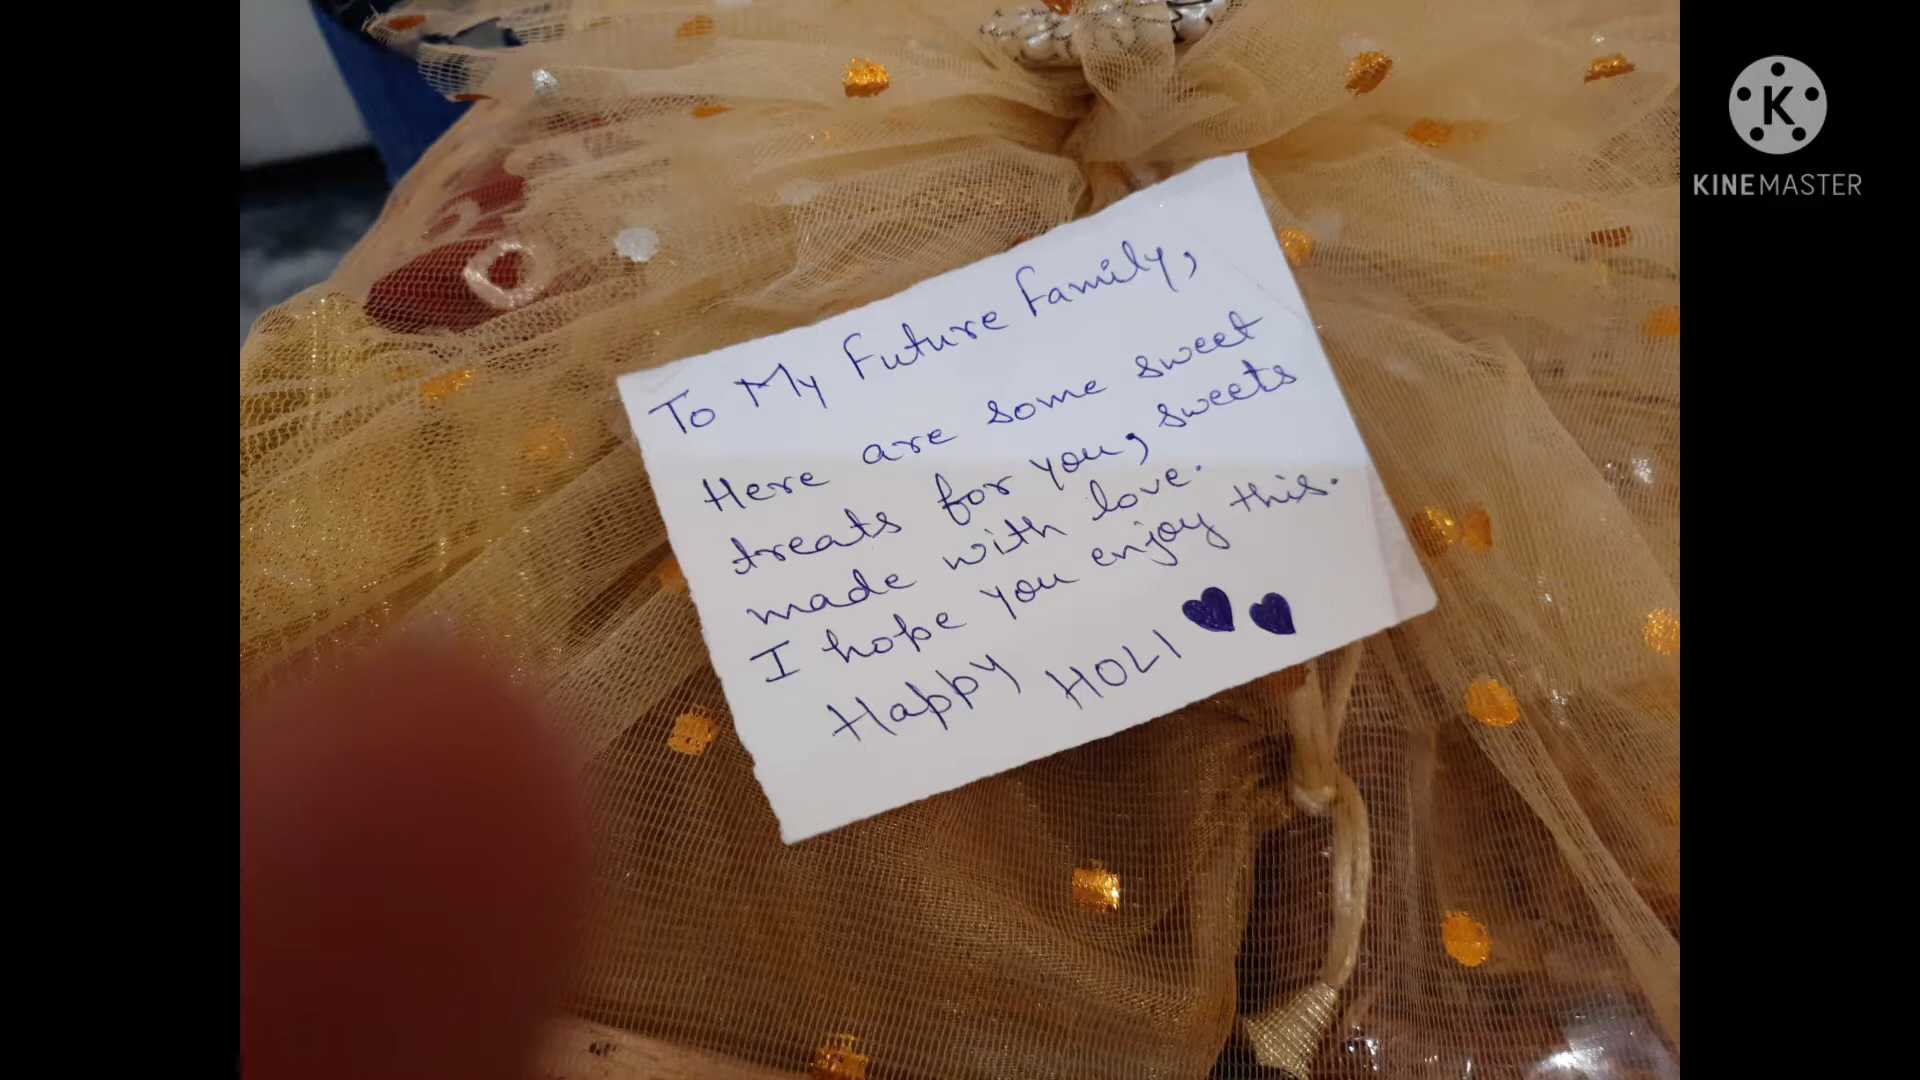 To My Future Family,
Here are some sweet
treats for you, sweets
made with love.
I hope you enjoy this.
Happy HOLI
K
KINEMASTER